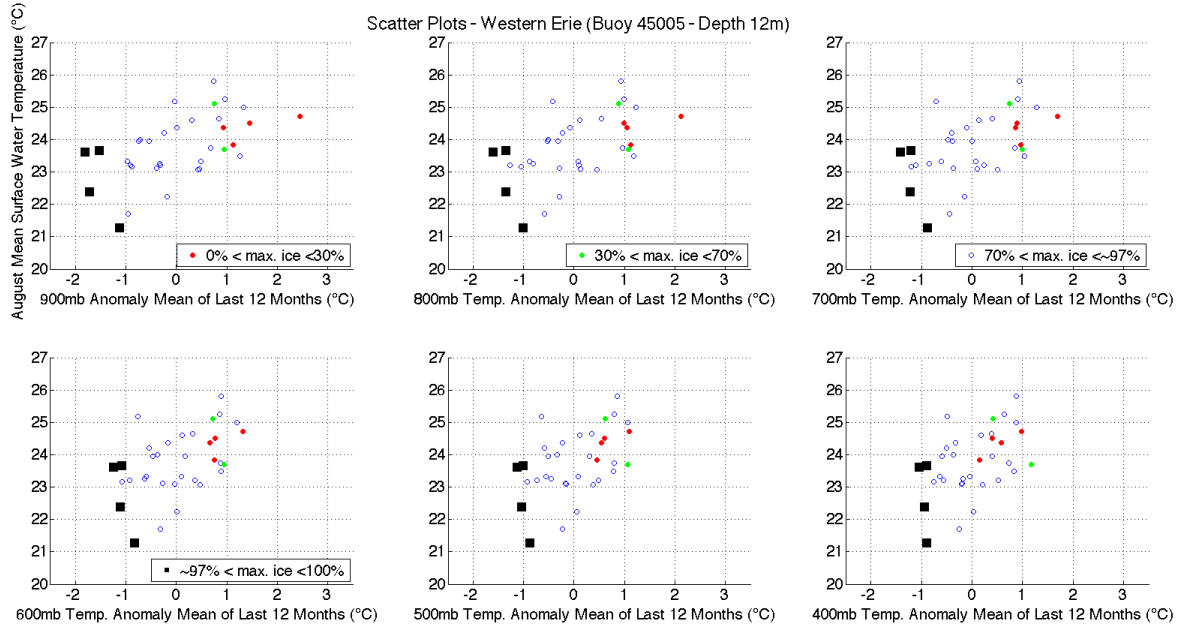 Scatter Plots - Western Erie (Buoy 45005 - Depth 12m)
August Mean Surface Water Temperature (°C)
27
26
25
24
23
22
21
20
-2 -1 0 1 2 3
0% < max. ice <30%
900mb Anomaly Mean of Last 12 Months (°C)
27
26
25
24
23
22
21
20
-2 -1 0 1 2 3
30% < max. ice <70%
800mb Temp. Anomaly Mean of Last 12 Months (°C)
27
26
25
24
23
22
21
20
-2 -1 0 1 2 3
70% < max. ice <~97%
700mb Temp. Anomaly Mean of Last 12 Months (°C)
27
26
25
24
23
22
21
20
-2 -1 0 1 2 3
~97% < max. ice <100%
600mb Temp. Anomaly Mean of Last 12 Months (°C)
27
26
25
24
23
22
21
20
-2 -1 0 1 2 3
500mb Temp. Anomaly Mean of Last 12 Months (°C)
27
26
25
24
23
22
21
20
-2 -1 0 1 2 3
400mb Temp. Anomaly Mean of Last 12 Months (°C)